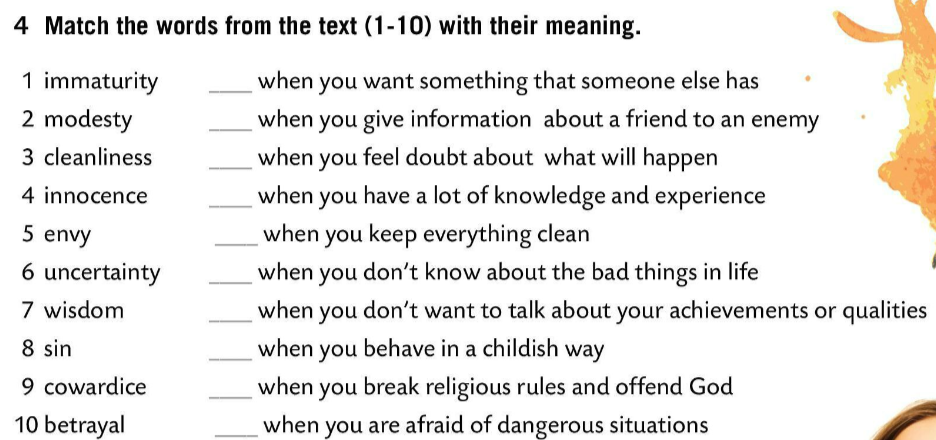 4 Match the words from the text (1-10) with their meaning.
1 immaturity ____ when you want something that someone else has
2 modesty ____ when you give information about a friend to an enemy
3 cleanliness ____ when you feel doubt about what will happen
4 innocence ____ when you have a lot of knowledge and experience
5 envy ____ when you keep everything clean
6 uncertainty ____ when you don't know about the bad things in life
7 wisdom ____ when you don't want to talk about your achievements or qualities
8 sin ____ when you behave in a childish way
9 cowardice ____ when you break religious rules and offend God
10 betrayal ____ when you are afraid of dangerous situations